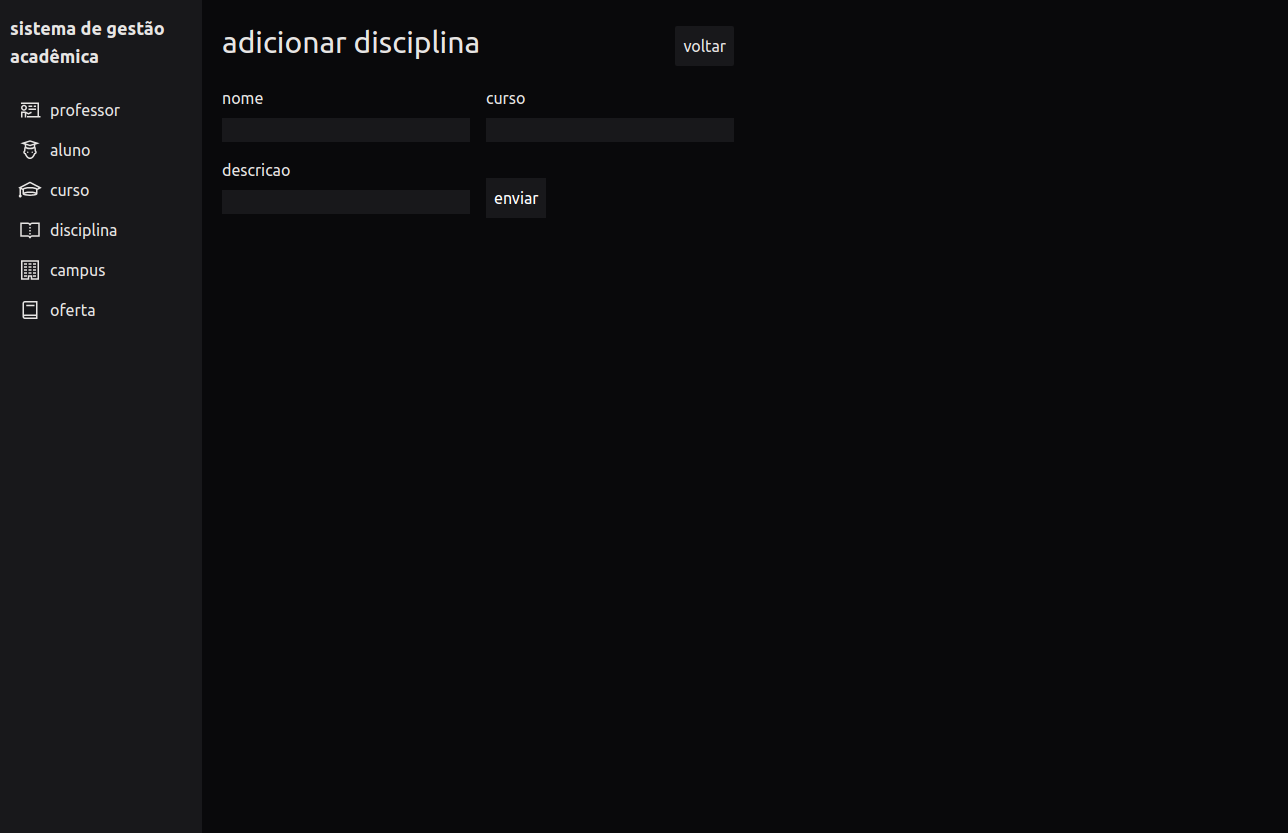 sistema de gestão
acadêmica
professor
aluno
curso
disciplina
campus
oferta
adicionar disciplina
voltar
nome
curso
descricao
enviar